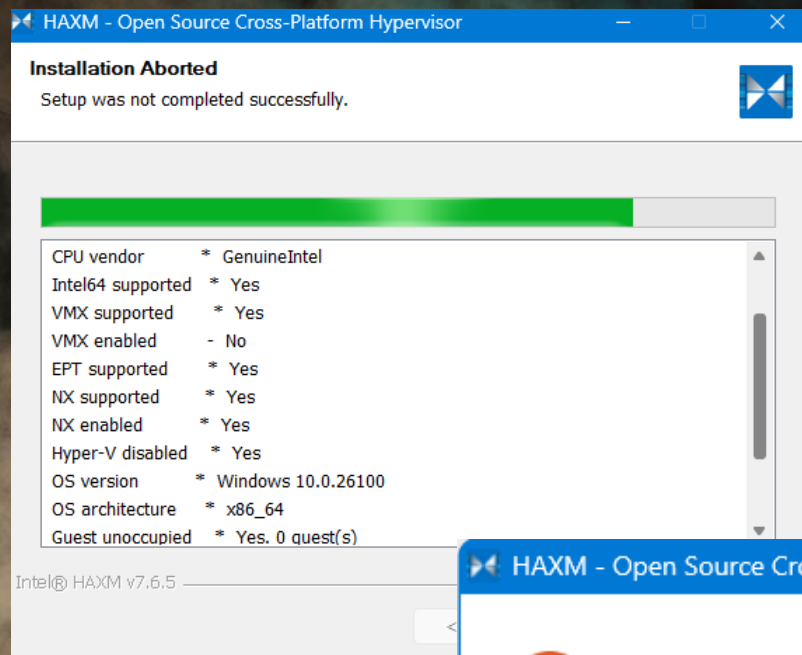 HAXM - Open Source Cross-Platform Hypervisor
Installation Aborted
Setup was not completed successfully.
CPU vendor * GenuineIntel
Intel64 supported * Yes
VMX supported * Yes
VMX enabled - No
EPT supported * Yes
NX supported * Yes
NX enabled * Yes
Hyper-V disabled * Yes
OS version * Windows 10.0.26100
OS architecture * x86_64
Guest unoccupied * Yes. 0 guest(s)
Intel® HAXM v7.6.5
<
HAXM - Open Source Cro